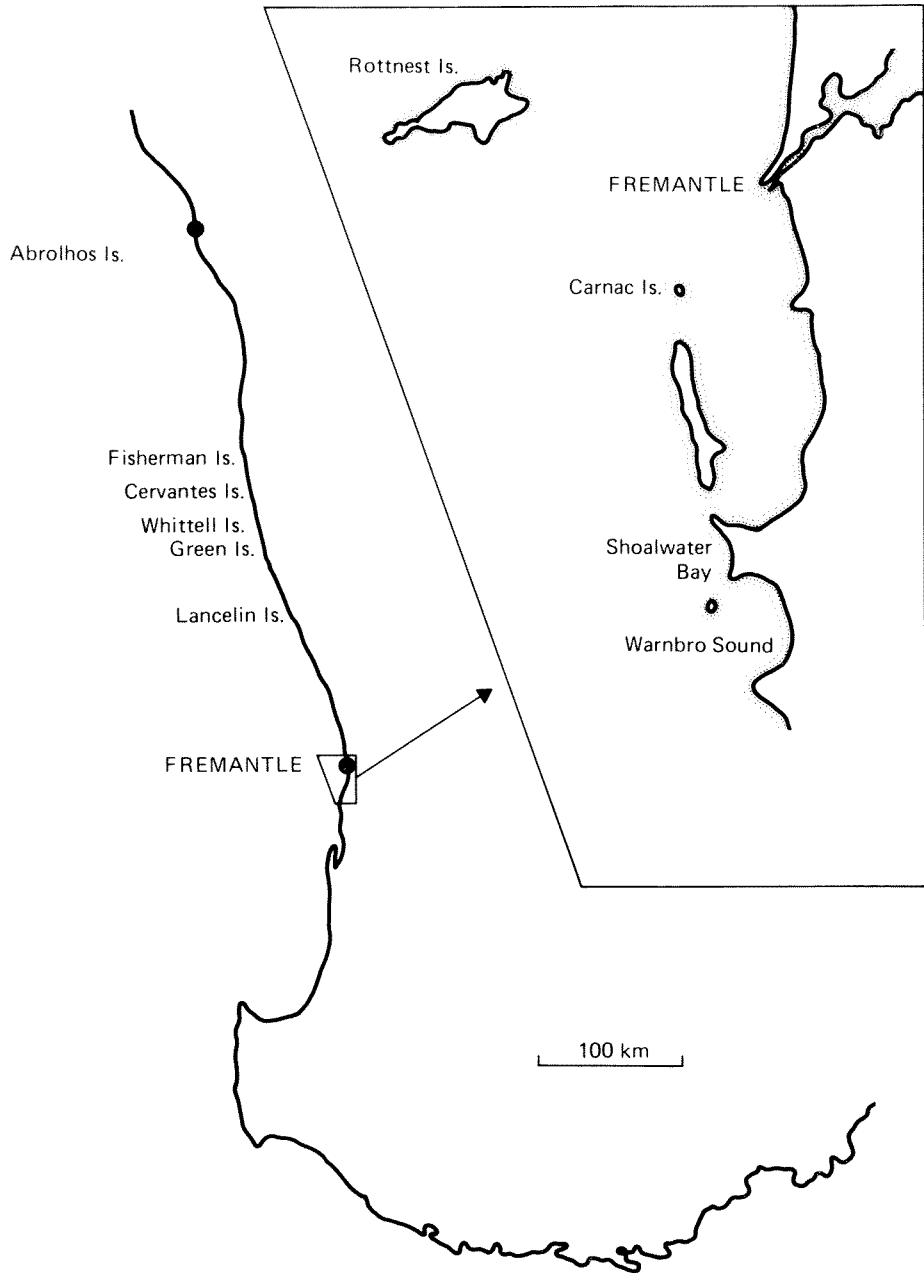 Rottnest Is.
FREMANTLE
Abrolhos Is.
Carnac Is.
Fisherman Is.
Cervantes Is.
Whittell Is.
Green Is.
Shoalwater
Bay
Lancelin Is.
Warnbro Sound
FREMANTLE
100 km